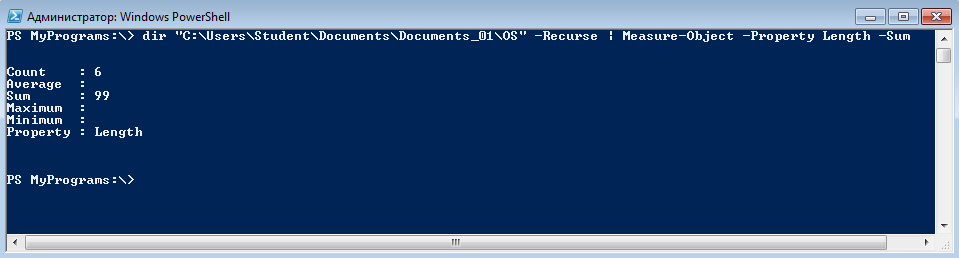 Администратор: Windows PowerShell
PS MyPrograms:\> dir "C:\Users\Student\Documents\Documents_01\OS" -Recurse | Measure-Object -Property Length -Sum
Count : 6
Average :
Sum : 99
Maximum :
Minimum :
Property : Length
PS MyPrograms:\>